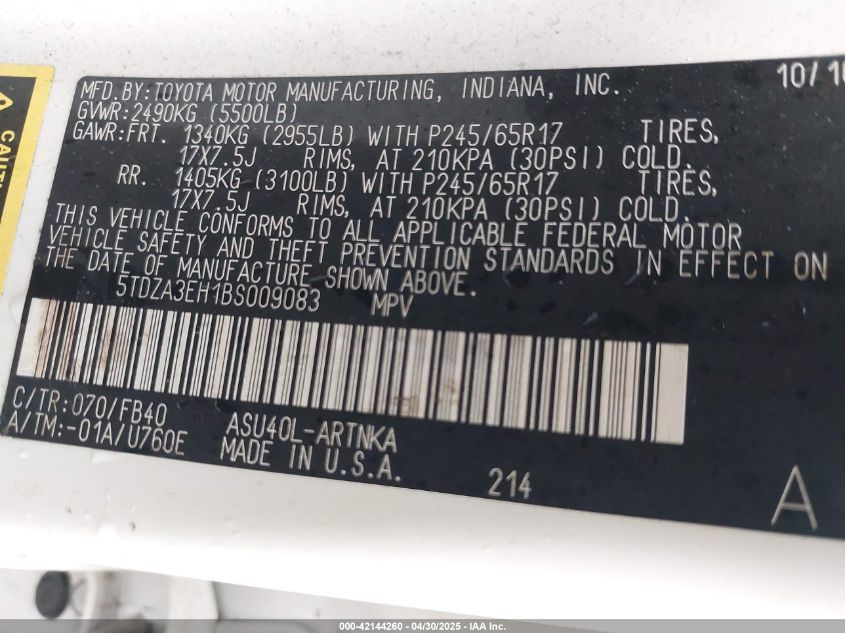 MFD.BY:TOYOTA MOTOR MANUFACTURING, INDIANA, INC. 10/10
GVWR:2490KG (5500LB)
GAWR:FRT. 1340KG (2955LB) WITH P245/65R17 TIRES,
17X7.5J RIMS, AT 210KPA (30PSI) COLD.
RR. 1405KG (3100LB) WITH P245/65R17 TIRES,
17X7.5J RIMS, AT 210KPA (30PSI) COLD.
THIS VEHICLE CONFORMS TO ALL APPLICABLE FEDERAL MOTOR
VEHICLE SAFETY AND THEFT PREVENTION STANDARDS IN EFFECT ON
THE DATE OF MANUFACTURE SHOWN ABOVE.
5TDZA3EH1BS009083 MPV
C/TR:070/FB40 ASU40L-ARTNKA
A/TM:-01A/U760E MADE IN U.S.A.
214
A
000-42144260 - 04/30/2025 - IAA Inc.